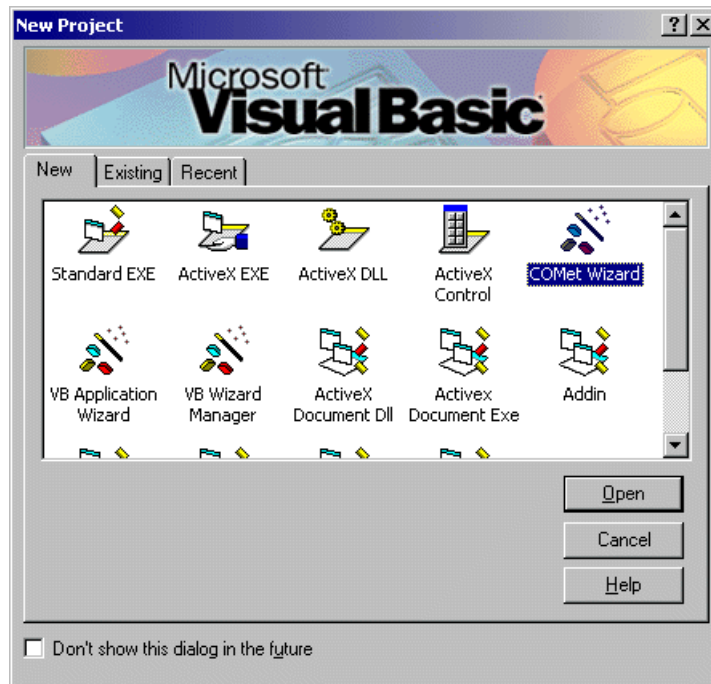 New Project
Microsoft
Visual Basic
New Existing Recent
Standard EXE ActiveX EXE ActiveX DLL ActiveX Control COMet Wizard
VB Application Wizard VB Wizard Manager ActiveX Document Dll Activex Document Exe Addin
Open
Cancel
Help
Don't show this dialog in the future